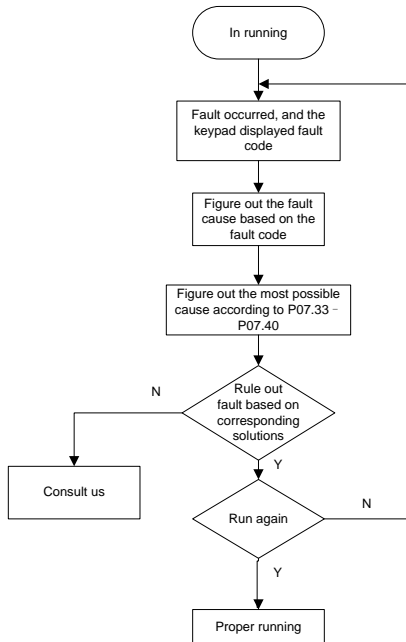 In running
Fault occurred, and the
keypad displayed fault
code
Figure out the fault
cause based on the
fault code
Figure out the most possible
cause according to P07.33－
P07.40
N
Rule out
fault based on
corresponding
solutions
Y
Consult us
Run again
N
Y
Proper running